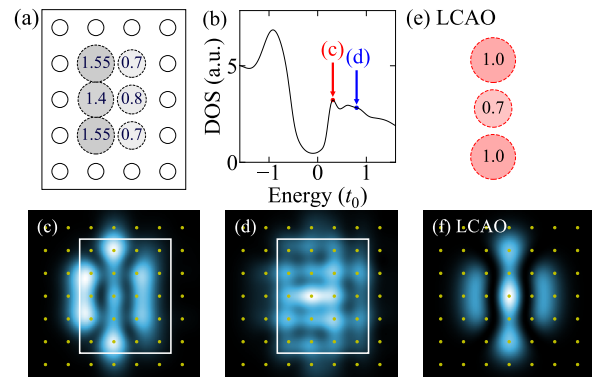 (a)
1.55 0.7
1.4 0.8
1.55 0.7
(b)
DOS (a.u.)
5
0
−1 0 1
Energy (t₀)
(c)
(d)
(e) LCAO
1.0
0.7
1.0
(c)
(d)
(f) LCAO